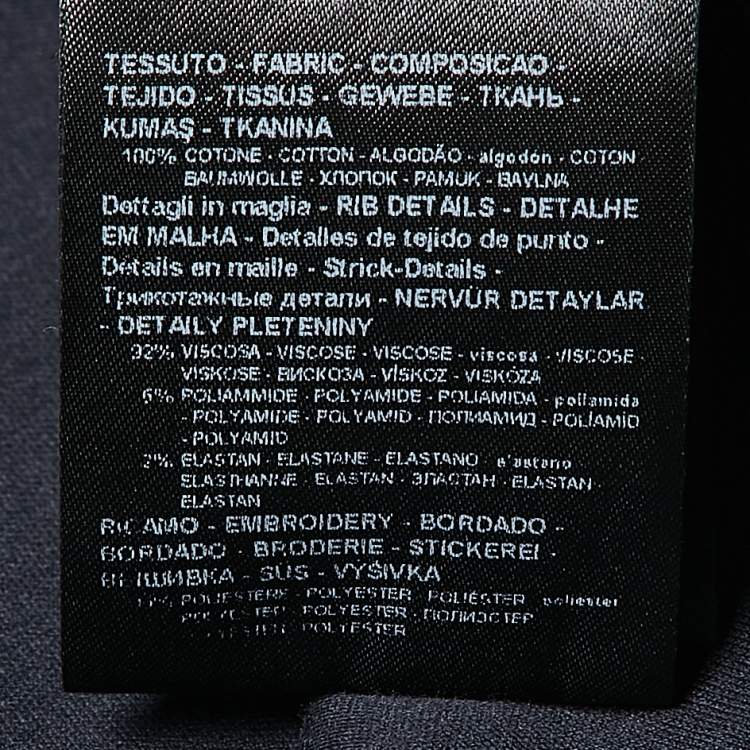 TESSUTO - FABRIC - COMPOSICAO -
TEJIDO - TISSUS - GEWEBE - ТКАНЬ -
KUMAŞ - TKANINA
100% COTONE - COTTON - ALGODÃO - algodón - COTON
BAUMWOLLE - ХЛОПОК - PAMUK - BAVLNA
Dettagli in maglia - RIB DETAILS - DETALHE
EM MALHA - Detalles de tejido de punto -
Détails en maille - Strick-Details -
Трикотажные детали - NERVÜR DETAYLAR
- DETAILY PLETENINY
92% VISCOSA - VISCOSE - VISCOSE - viscosa - VISCOSE -
VISKOSE - ВИСКОЗА - VİSKOZ - VISKÓZA
6% POLIAMMIDE - POLYAMIDE - POLIAMIDA - poliamida
- POLYAMIDE - POLYAMID - ПОЛИАМИД - POLİAMİD
- POLYAMID
2% ELASTAN - ELASTANE - ELASTANO - elastano -
ELASTHANNE - ELASTAN - ЭЛАСТАН - ELASTAN -
ELASTAN
RICAMO - EMBROIDERY - BORDADO -
BORDADO - BRODERIE - STICKEREI -
ВЫШИВКА - SÜS - VÝŠIVKA
POLIESTERE - POLYESTER - POLIÉSTER - poliéster
POLYESTER - POLYESTER - ПОЛИЭСТЕР
POLYESTER - POLYESTER